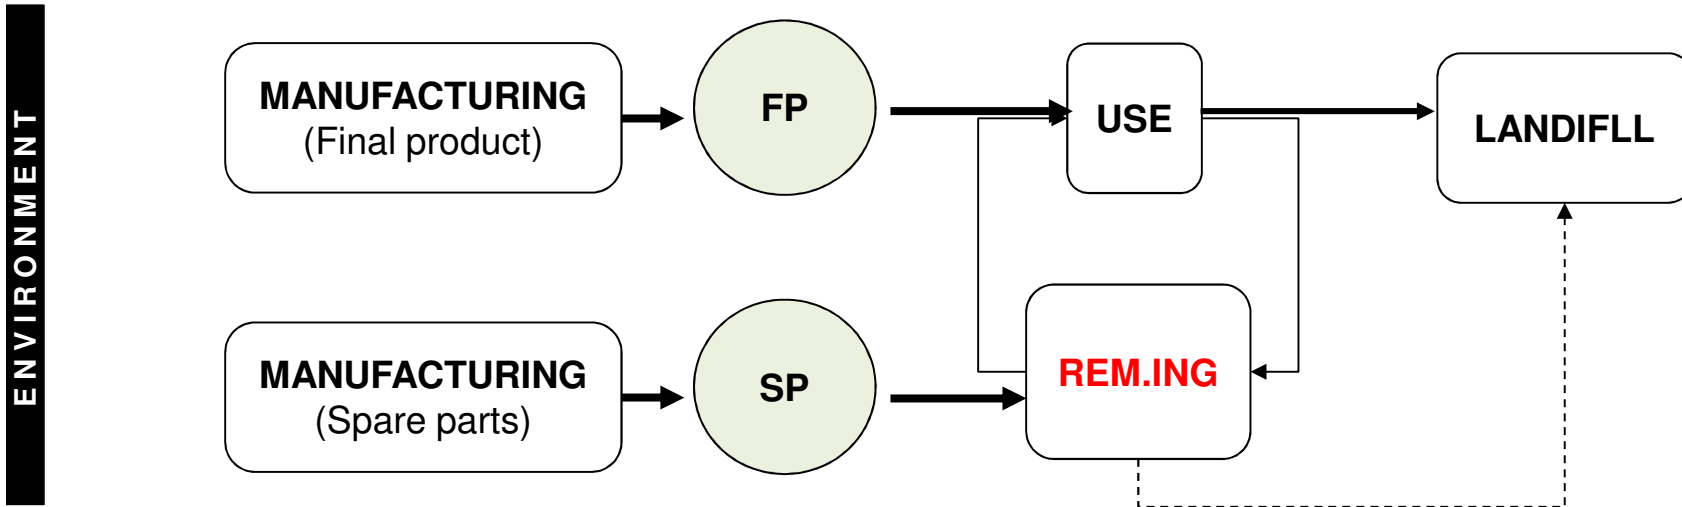 ENVIRONMENT
MANUFACTURING
(Final product)
FP
USE
LANDIFLL
MANUFACTURING
(Spare parts)
SP
REM.ING